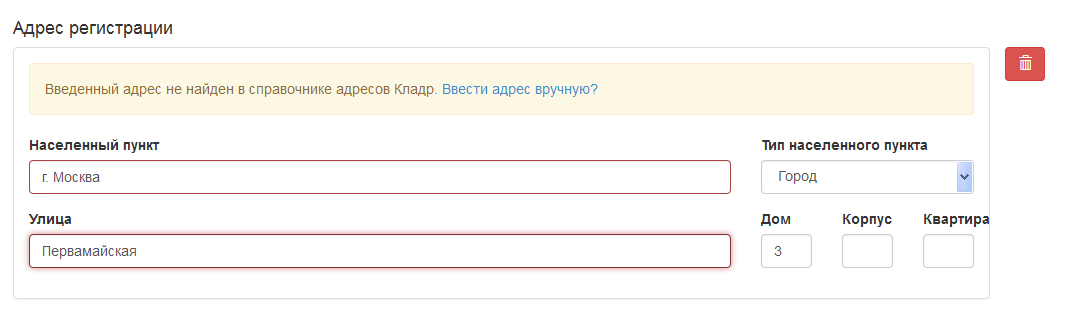 Адрес регистрации
Введенный адрес не найден в справочнике адресов Кладр. Ввести адрес вручную?
Населенный пункт Тип населенного пункта
г. Москва Город
Улица Дом Корпус Квартира
Первамайская 3